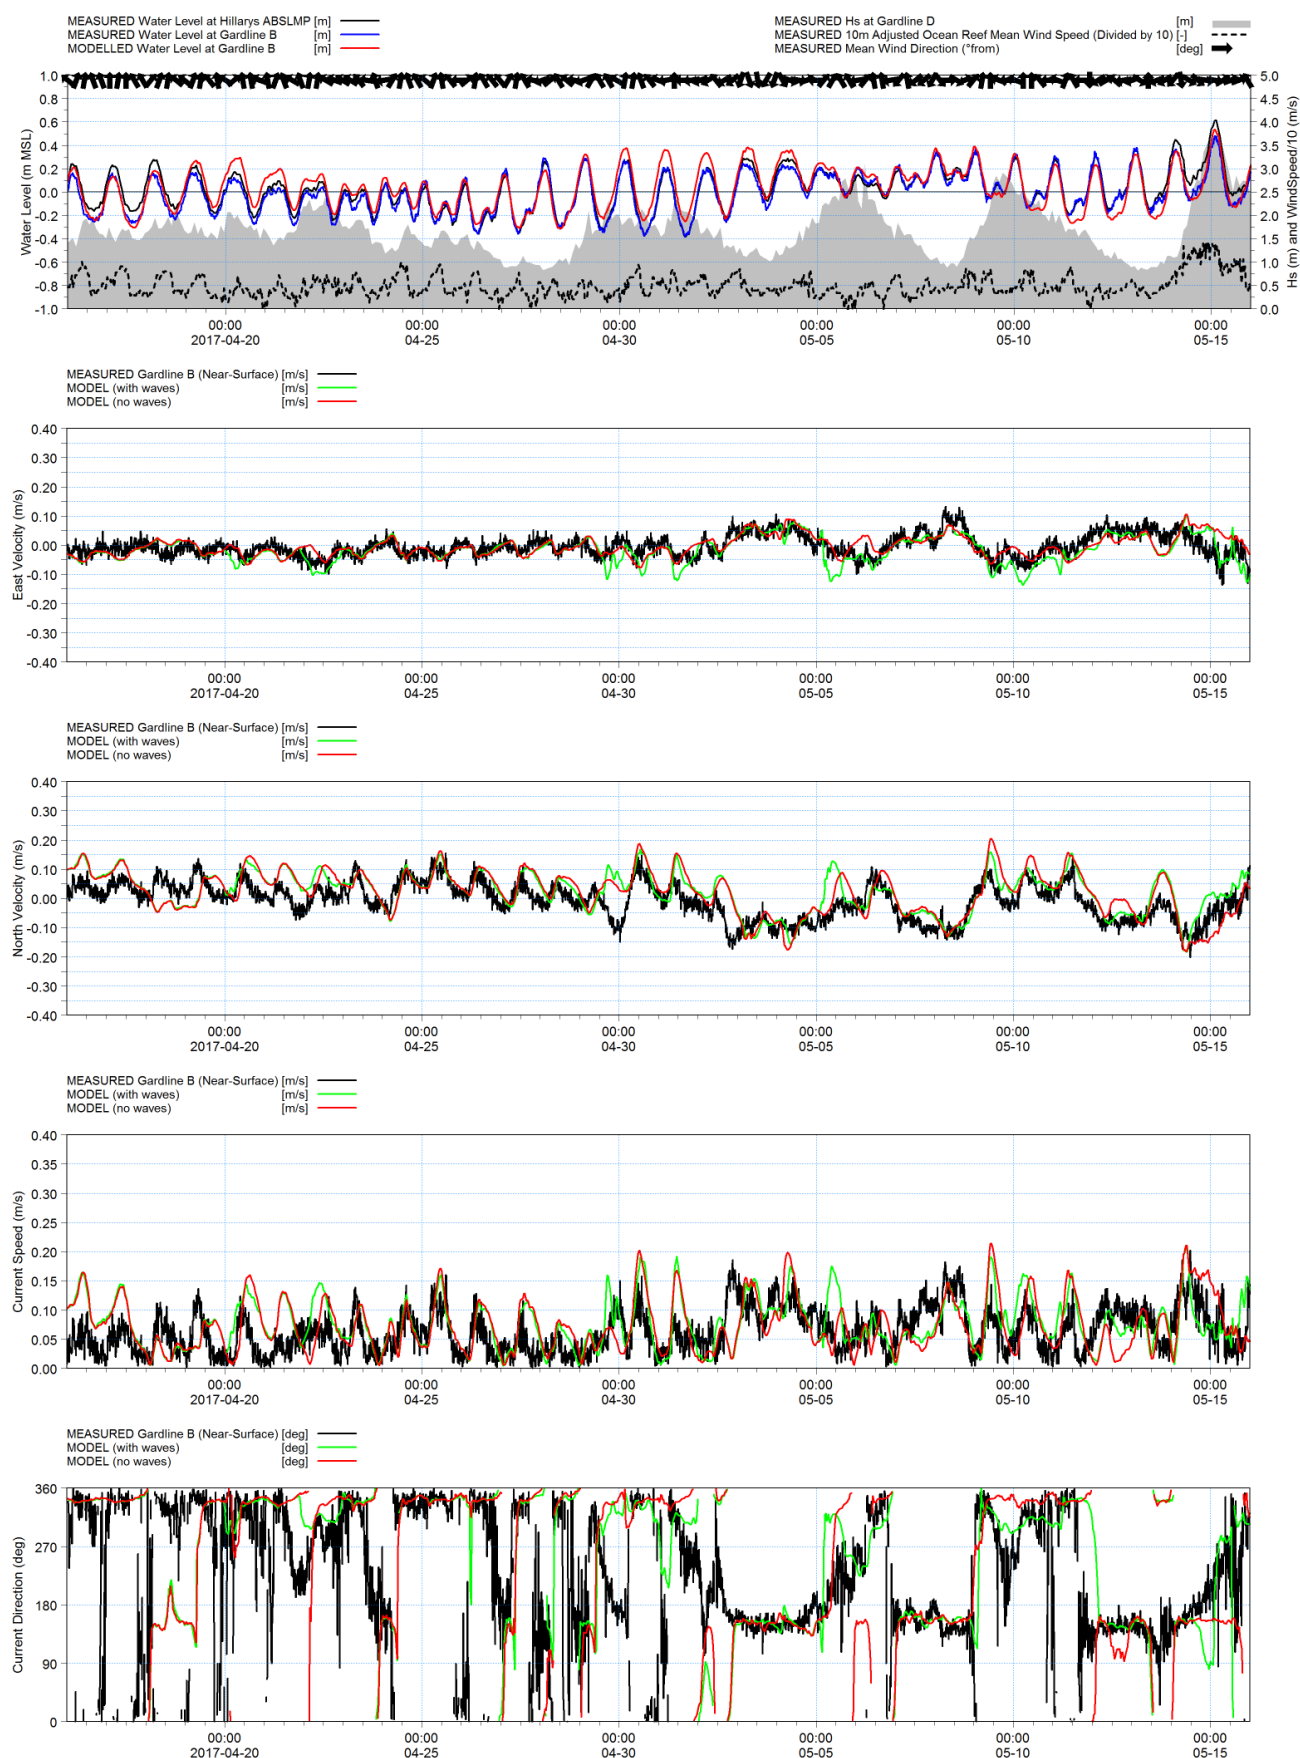 MEASURED Water Level at Hillarys ABSLMP [m]
MEASURED Water Level at Gardline B [m]
MODELLED Water Level at Gardline B [m]
MEASURED Hs at Gardline D [m]
MEASURED 10m Adjusted Ocean Reef Mean Wind Speed (Divided by 10) [-]
MEASURED Mean Wind Direction (°from) [deg]
Water Level (m MSL)
1.0
0.8
0.6
0.4
0.2
0.0
-0.2
-0.4
-0.6
-0.8
-1.0
5.0
4.5
4.0
3.5
3.0
2.5
2.0
1.5
1.0
0.5
0.0
Hs (m) and WindSpeed/10 (m/s)
00:00 00:00 00:00 00:00 00:00 00:00
2017-04-20 04-25 04-30 05-05 05-10 05-15
MEASURED Gardline B (Near-Surface) [m/s]
MODEL (with waves) [m/s]
MODEL (no waves) [m/s]
East Velocity (m/s)
0.40
0.30
0.20
0.10
0.00
-0.10
-0.20
-0.30
-0.40
00:00 00:00 00:00 00:00 00:00 00:00
2017-04-20 04-25 04-30 05-05 05-10 05-15
MEASURED Gardline B (Near-Surface) [m/s]
MODEL (with waves) [m/s]
MODEL (no waves) [m/s]
North Velocity (m/s)
0.40
0.30
0.20
0.10
0.00
-0.10
-0.20
-0.30
-0.40
00:00 00:00 00:00 00:00 00:00 00:00
2017-04-20 04-25 04-30 05-05 05-10 05-15
MEASURED Gardline B (Near-Surface) [m/s]
MODEL (with waves) [m/s]
MODEL (no waves) [m/s]
Current Speed (m/s)
0.40
0.35
0.30
0.25
0.20
0.15
0.10
0.05
0.00
00:00 00:00 00:00 00:00 00:00 00:00
2017-04-20 04-25 04-30 05-05 05-10 05-15
MEASURED Gardline B (Near-Surface) [deg]
MODEL (with waves) [deg]
MODEL (no waves) [deg]
Current Direction (deg)
360
270
180
90
0
00:00 00:00 00:00 00:00 00:00 00:00
2017-04-20 04-25 04-30 05-05 05-10 05-15